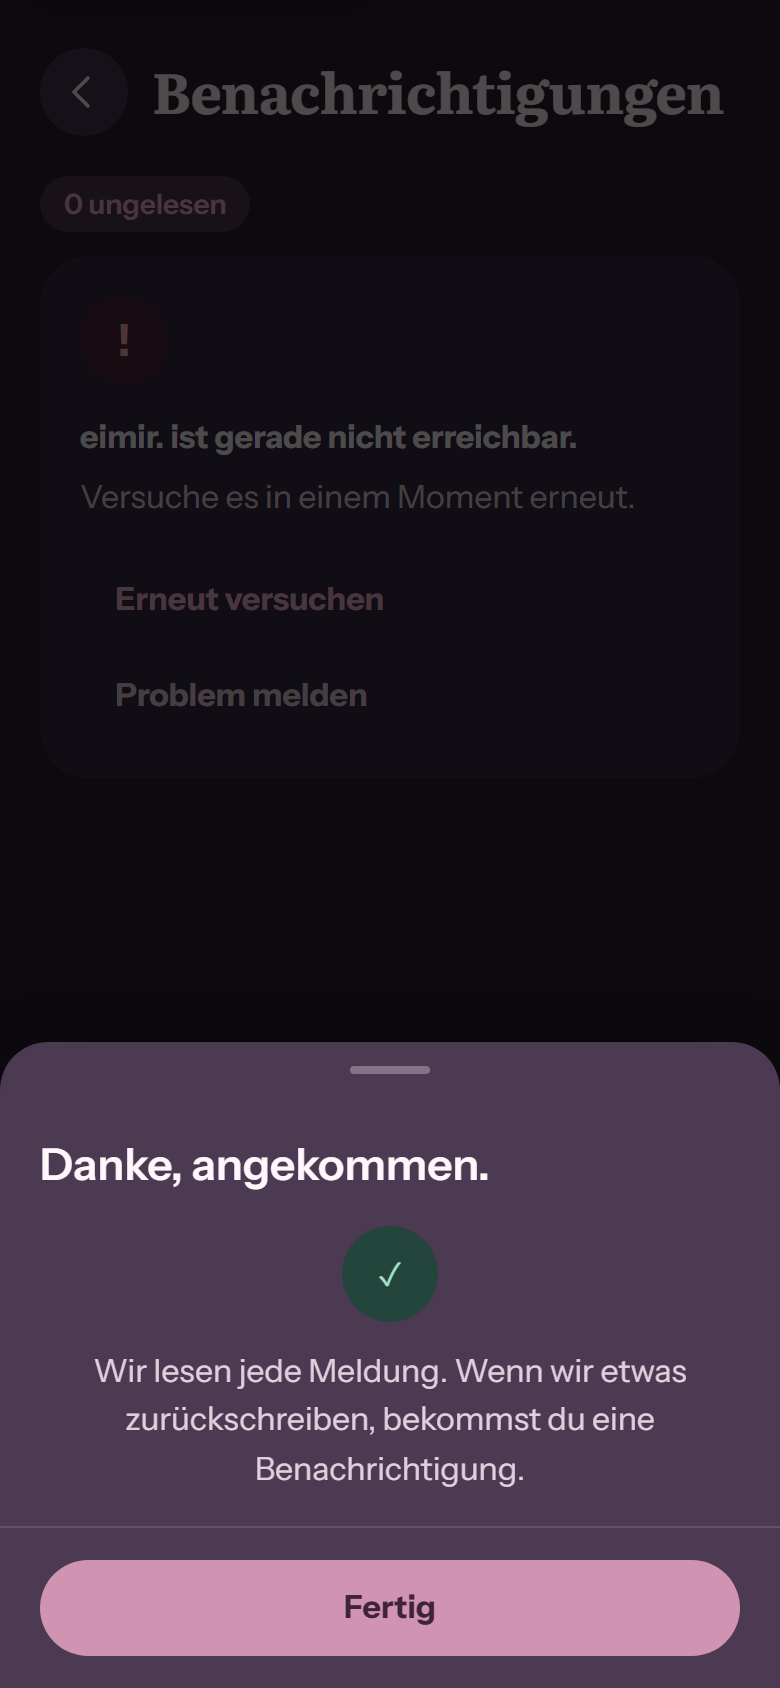 Benachrichtigungen
0 ungelesen
!
eimir. ist gerade nicht erreichbar.
Versuche es in einem Moment erneut.
Erneut versuchen
Problem melden
Danke, angekommen.
✓
Wir lesen jede Meldung. Wenn wir etwas
zurückschreiben, bekommst du eine
Benachrichtigung.
Fertig